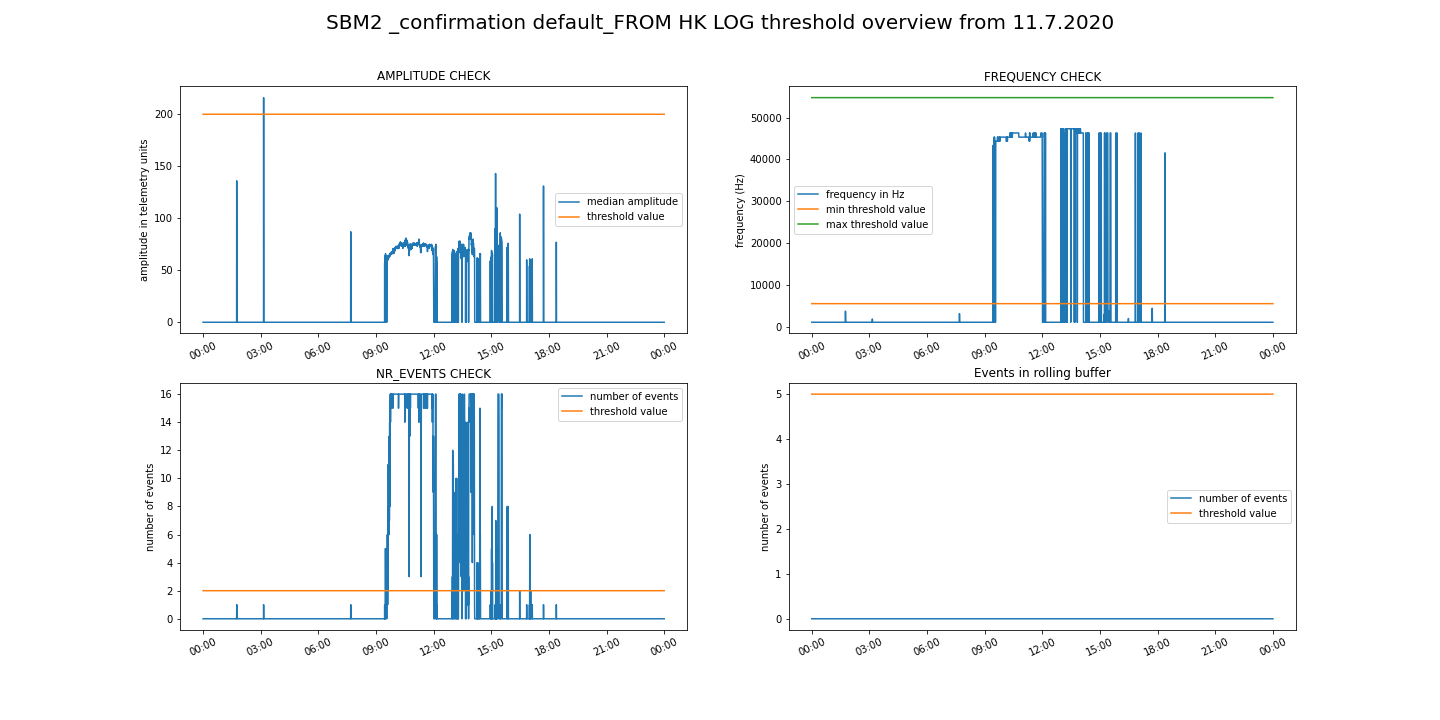 SBM2 _confirmation default_FROM HK LOG threshold overview from 11.7.2020
AMPLITUDE CHECK
amplitude in telemetry units
200
150
100
50
0
median amplitude
threshold value
00:00 03:00 06:00 09:00 12:00 15:00 18:00 21:00 00:00
FREQUENCY CHECK
frequency (Hz)
50000
40000
30000
20000
10000
0
frequency in Hz
min threshold value
max threshold value
00:00 03:00 06:00 09:00 12:00 15:00 18:00 21:00 00:00
NR_EVENTS CHECK
number of events
16
14
12
10
8
6
4
2
0
number of events
threshold value
00:00 03:00 06:00 09:00 12:00 15:00 18:00 21:00 00:00
Events in rolling buffer
number of events
5
4
3
2
1
0
number of events
threshold value
00:00 03:00 06:00 09:00 12:00 15:00 18:00 21:00 00:00